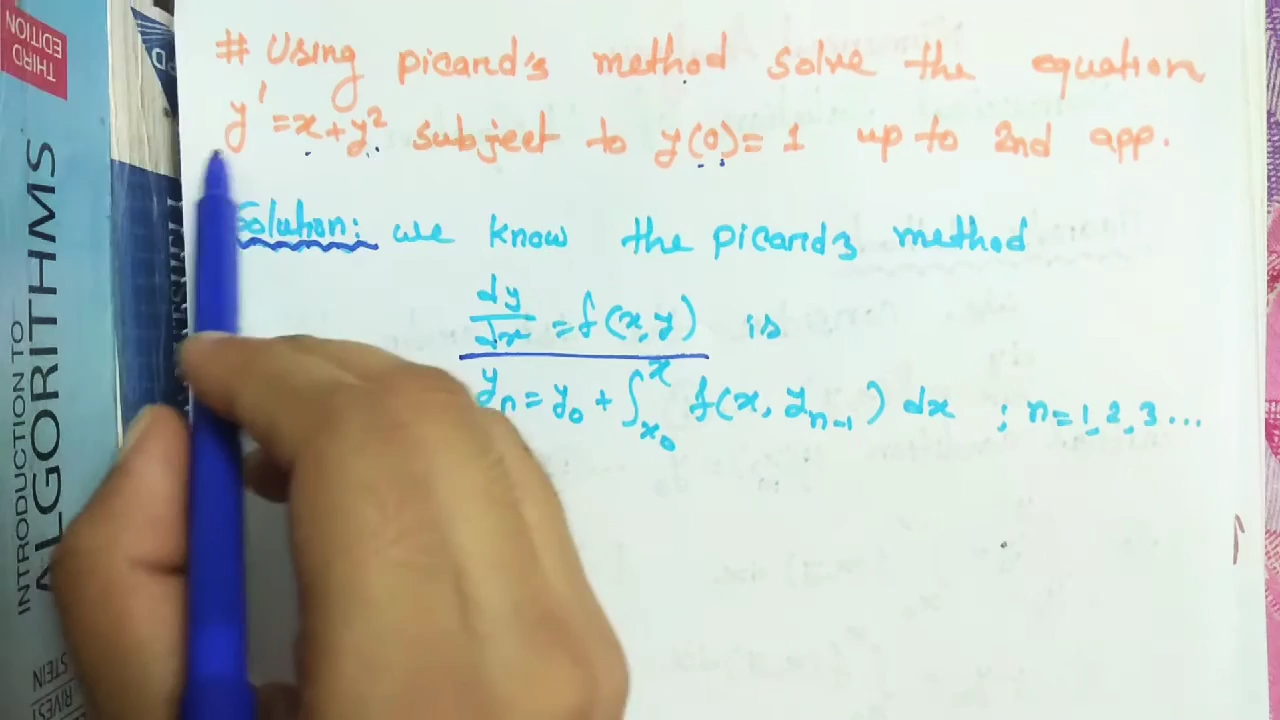 # Using picard's method solve the equation
y' = x + y² subject to y(0) = 1 up to 2nd app.
Solution: we know the picard's method
dy/dx = f(x, y) is
yₙ = y₀ + ∫ₓ₀ˣ f(x, yₙ₋₁) dx ; n = 1, 2, 3 ...
THIRD
EDITION
INTRODUCTION TO
ALGORITHMS
STEIN
RIVEST